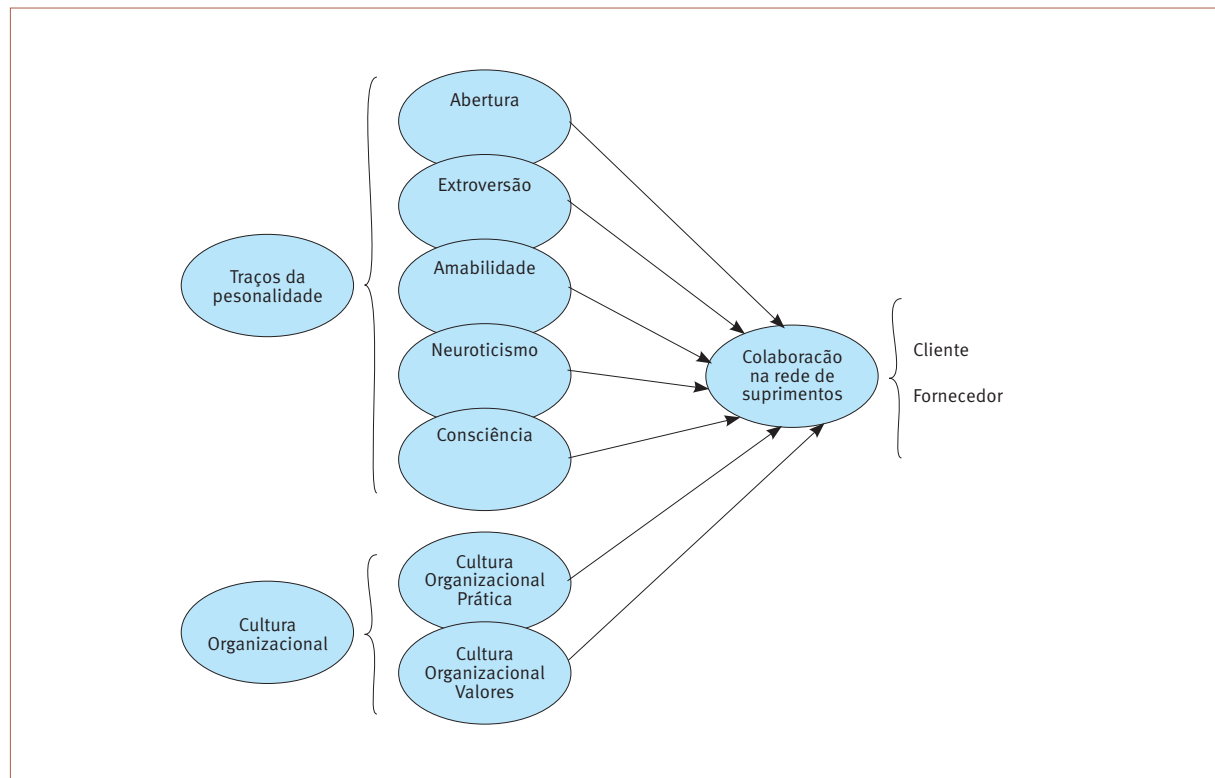 Abertura
Extroversão
Amabilidade
Neuroticismo
Consciência
Traços da
pesonalidade
Colaboracão
na rede de
suprimentos
Cliente
Fornecedor
Cultura
Organizacional
Prática
Cultura
Organizacional
Cultura
Organizacional
Valores